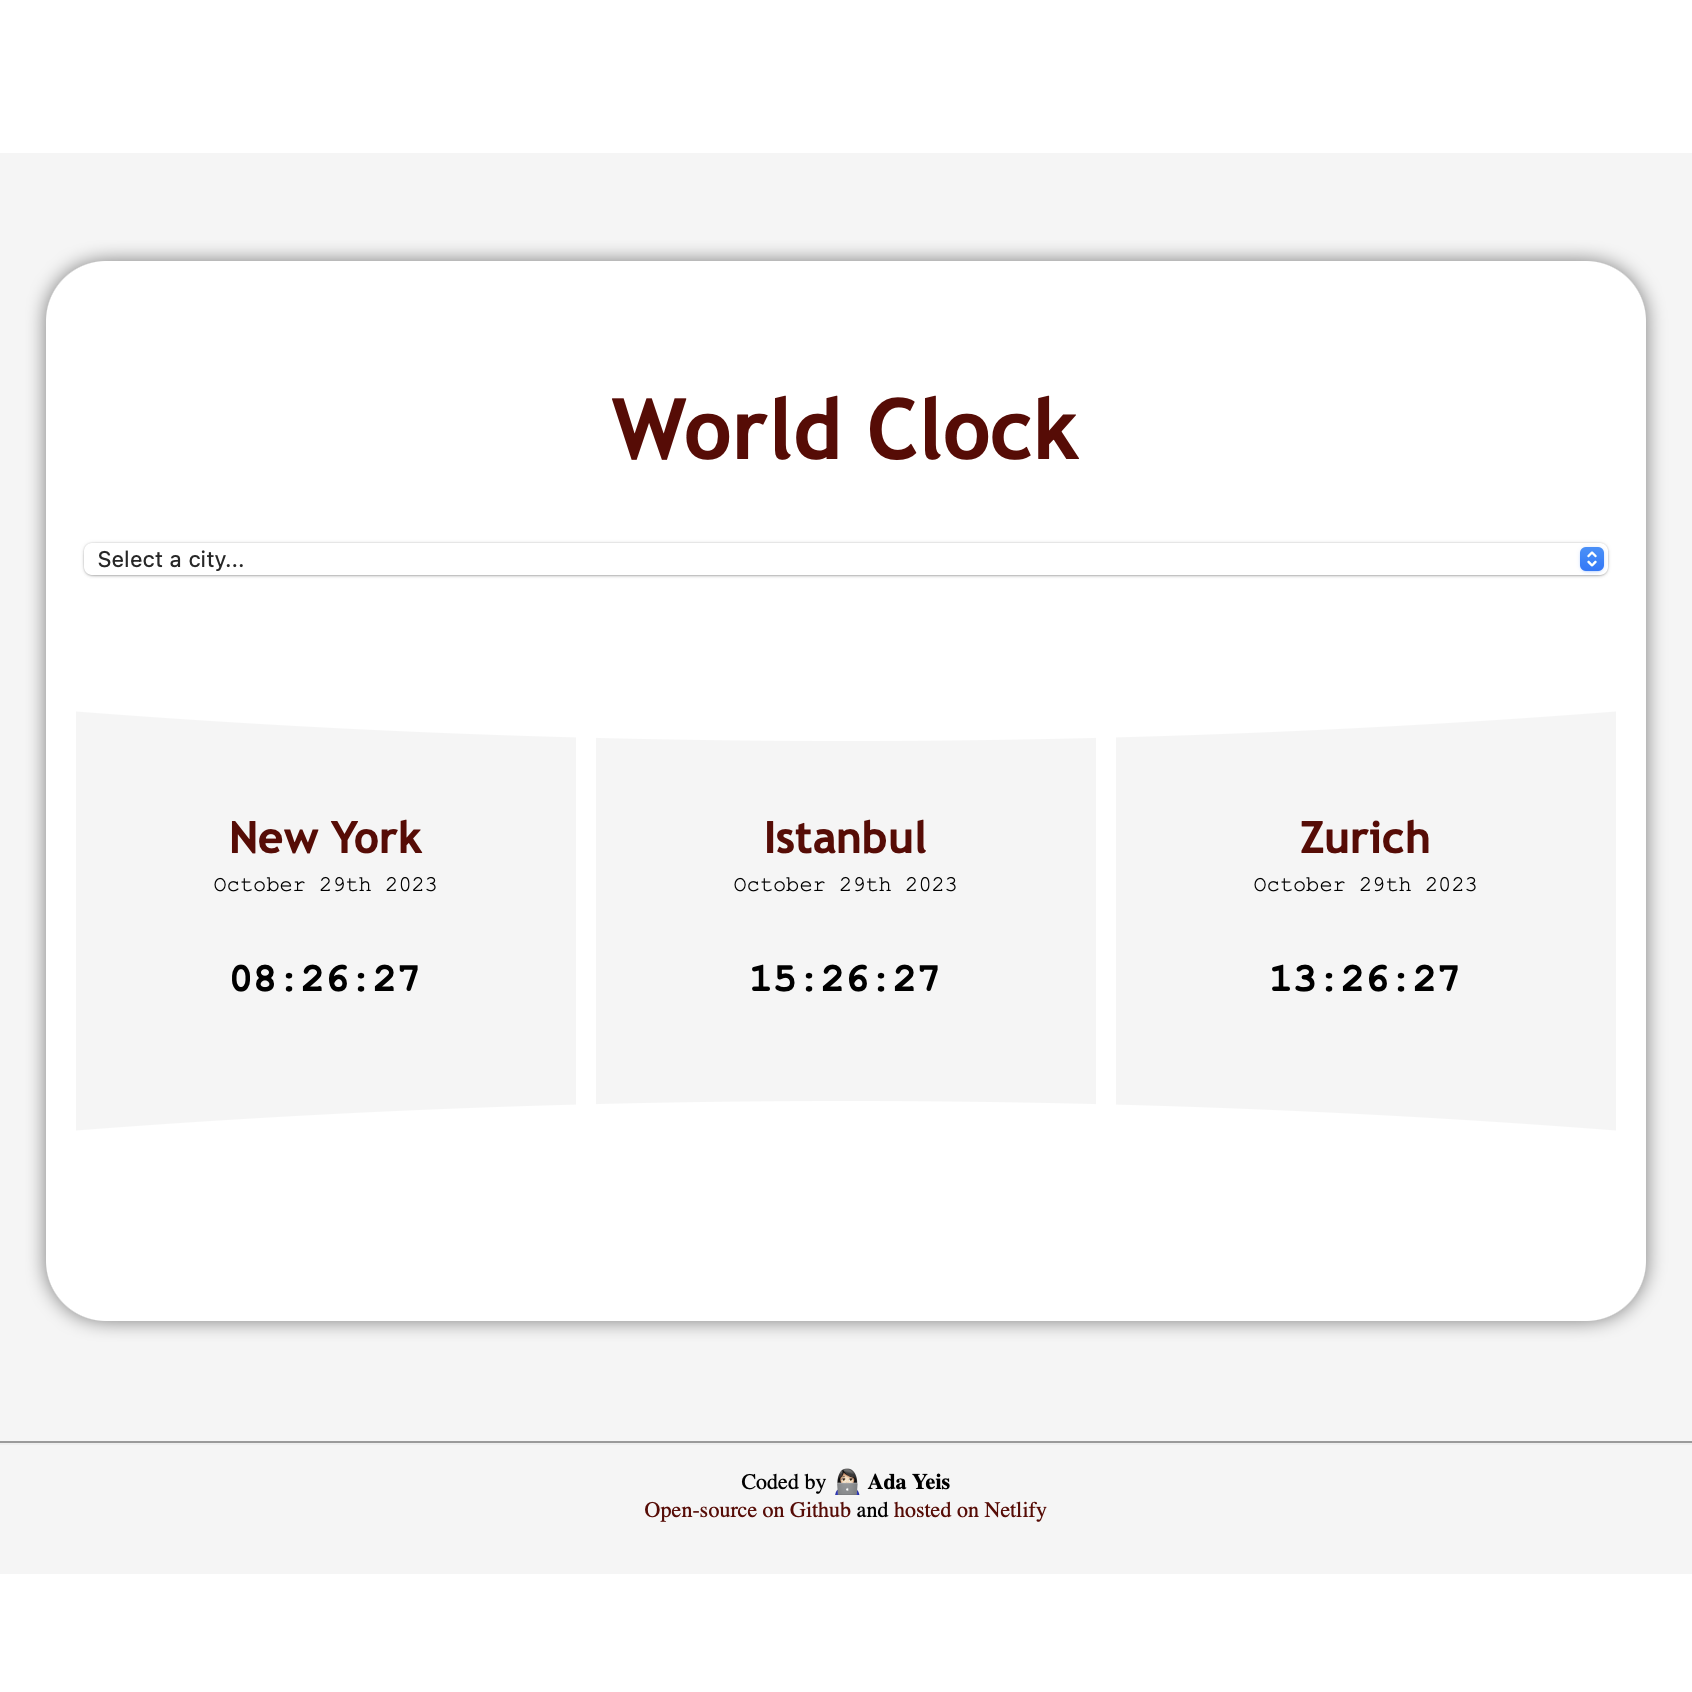 World Clock
Select a city...
New York
October 29th 2023
08:26:27
Istanbul
October 29th 2023
15:26:27
Zurich
October 29th 2023
13:26:27
Coded by 👩🏻‍💻 Ada Yeis
Open-source on Github and hosted on Netlify